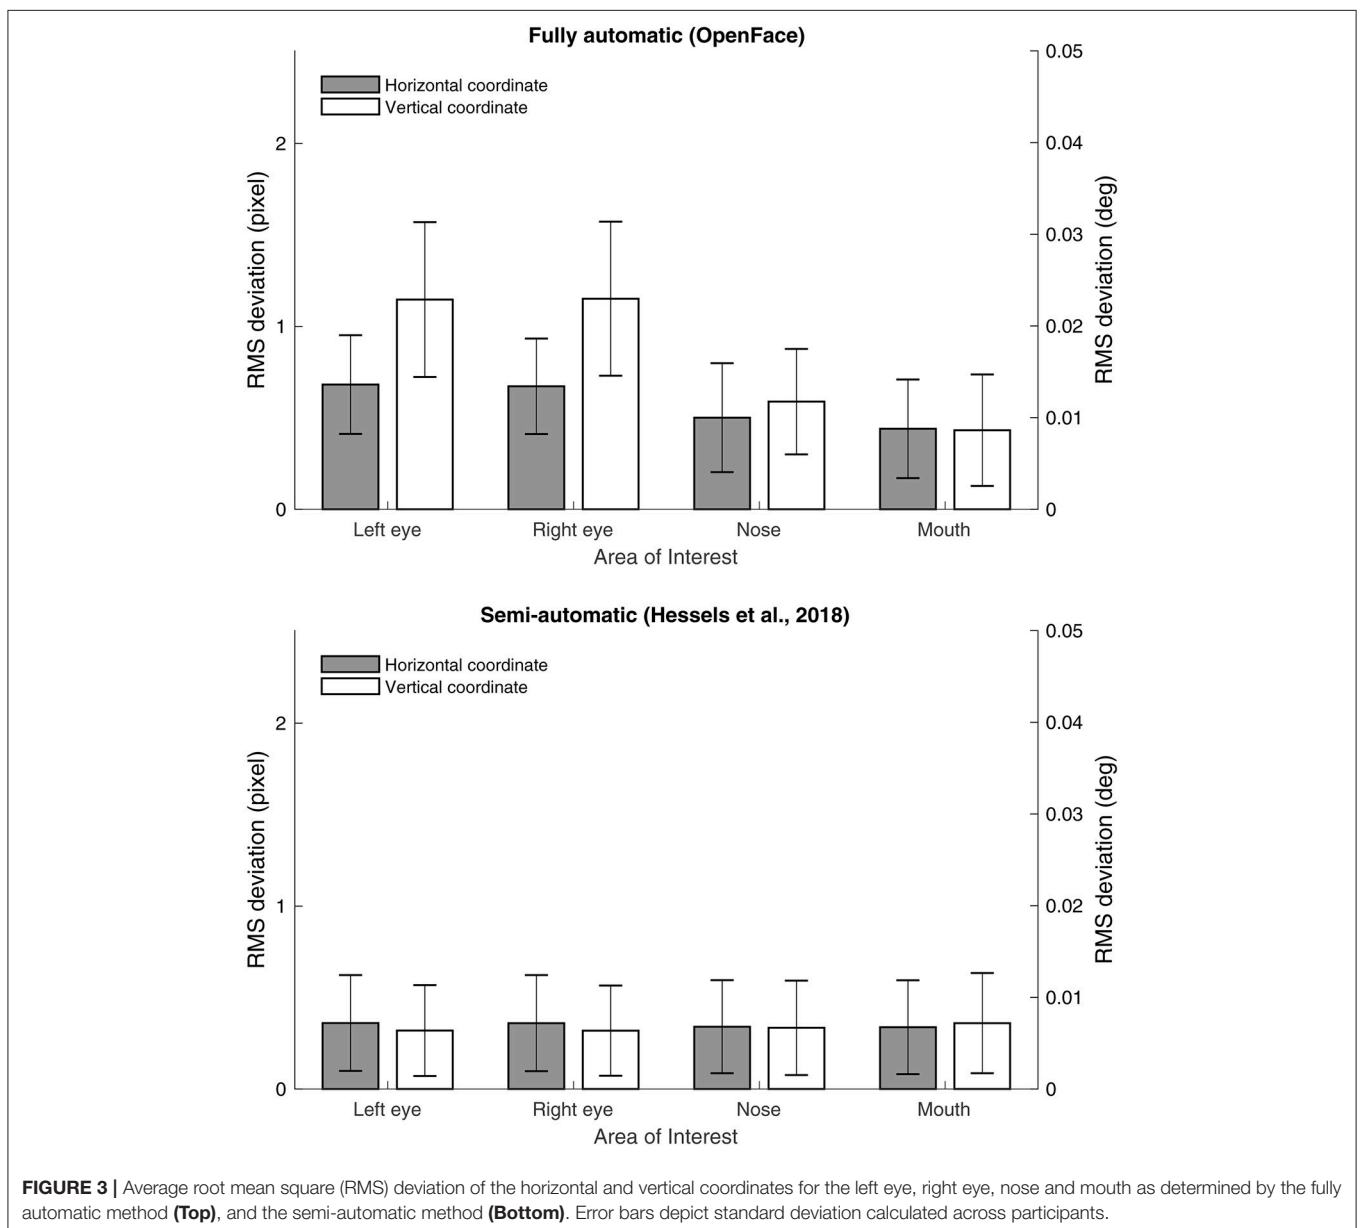 Fully automatic (OpenFace)
Horizontal coordinate
Vertical coordinate
RMS deviation (pixel)
2
1
0
0.05
0.04
0.03
0.02
0.01
0
RMS deviation (deg)
Left eye Right eye Nose Mouth
Area of Interest
Semi-automatic (Hessels et al., 2018)
Horizontal coordinate
Vertical coordinate
RMS deviation (pixel)
2
1
0
0.05
0.04
0.03
0.02
0.01
0
RMS deviation (deg)
Left eye Right eye Nose Mouth
Area of Interest
FIGURE 3 | Average root mean square (RMS) deviation of the horizontal and vertical coordinates for the left eye, right eye, nose and mouth as determined by the fully
automatic method (Top), and the semi-automatic method (Bottom). Error bars depict standard deviation calculated across participants.